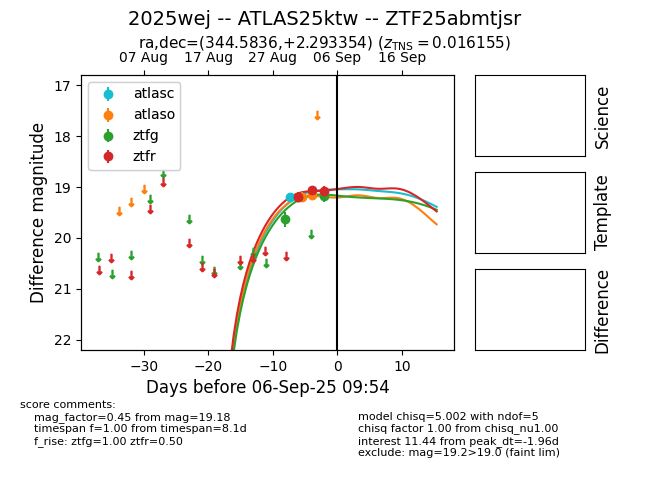 2025wej -- ATLAS25ktw -- ZTF25abmtjsr
ra,dec=(344.5836,+2.293354) (z_TNS = 0.016155)
07 Aug 17 Aug 27 Aug 06 Sep 16 Sep
atlasc
atlaso
ztfg
ztfr
17
18
19
20
21
22
Difference magnitude
−30 −20 −10 0 10
Days before 06-Sep-25 09:54
Science
Template
Difference
score comments:
mag_factor=0.45 from mag=19.18
timespan f=1.00 from timespan=8.1d
f_rise: ztfg=1.00 ztfr=0.50
model chisq=5.002 with ndof=5
chisq factor 1.00 from chisq_nu1.00
interest 11.44 from peak_dt=-1.96d
exclude: mag=19.2>19.0 (faint lim)